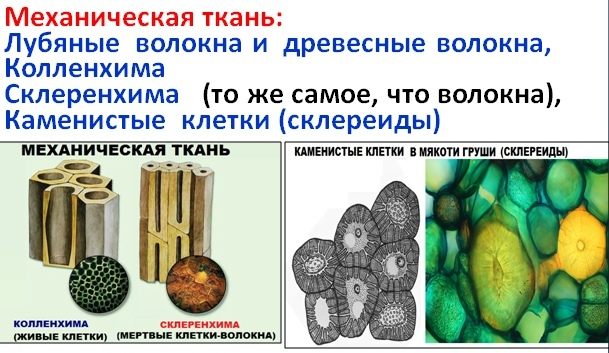 Механическая ткань:
Лубяные волокна и древесные волокна,
Колленхима
Склеренхима (то же самое, что волокна),
Каменистые клетки (склереиды)
МЕХАНИЧЕСКАЯ ТКАНЬ
КОЛЛЕНХИМА
(ЖИВЫЕ КЛЕТКИ)
СКЛЕРЕНХИМА
(МЕРТВЫЕ КЛЕТКИ-ВОЛОКНА)
КАМЕНИСТЫЕ КЛЕТКИ В МЯКОТИ ГРУШИ (СКЛЕРЕИДЫ)